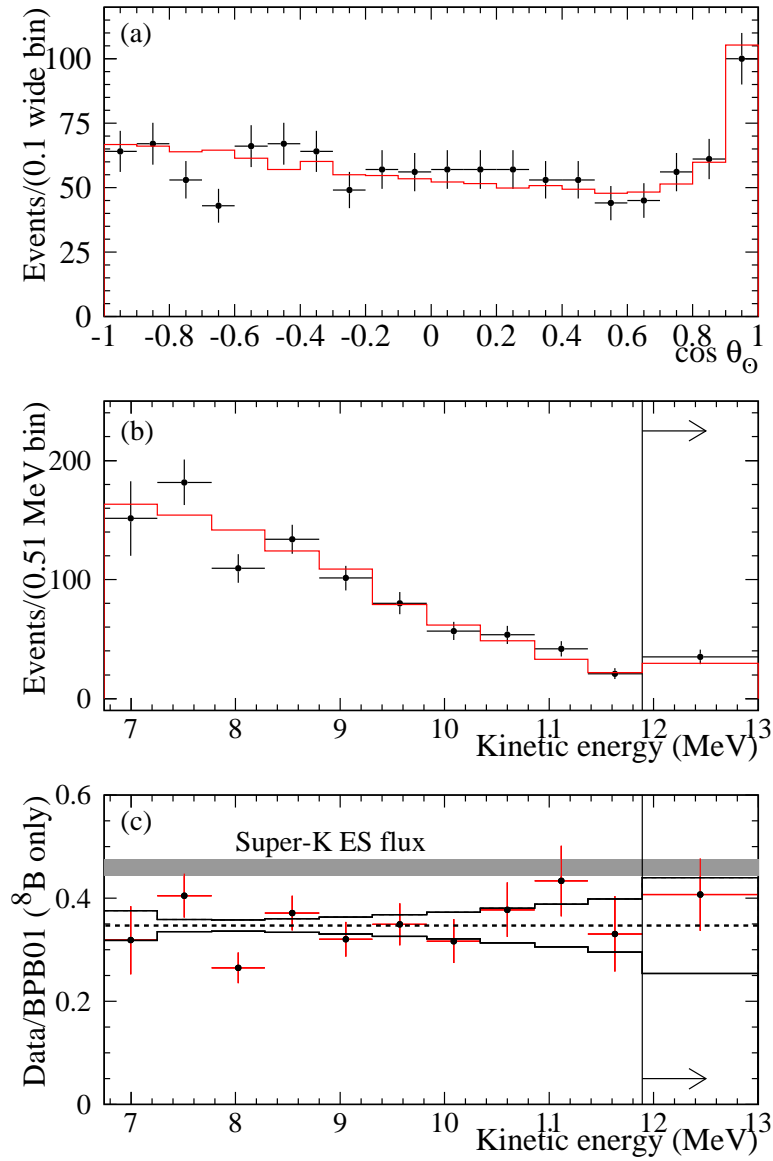 (a)
Events/(0.1 wide bin)
100
75
50
25
0
-1 -0.8 -0.6 -0.4 -0.2 0 0.2 0.4 0.6 0.8 1
cos θ⊙
(b)
Events/(0.51 MeV bin)
200
100
0
7 8 9 10 11 12 13
Kinetic energy (MeV)
(c)
Data/BPB01 (⁸B only)
Super-K ES flux
0.6
0.4
0.2
0
7 8 9 10 11 12 13
Kinetic energy (MeV)